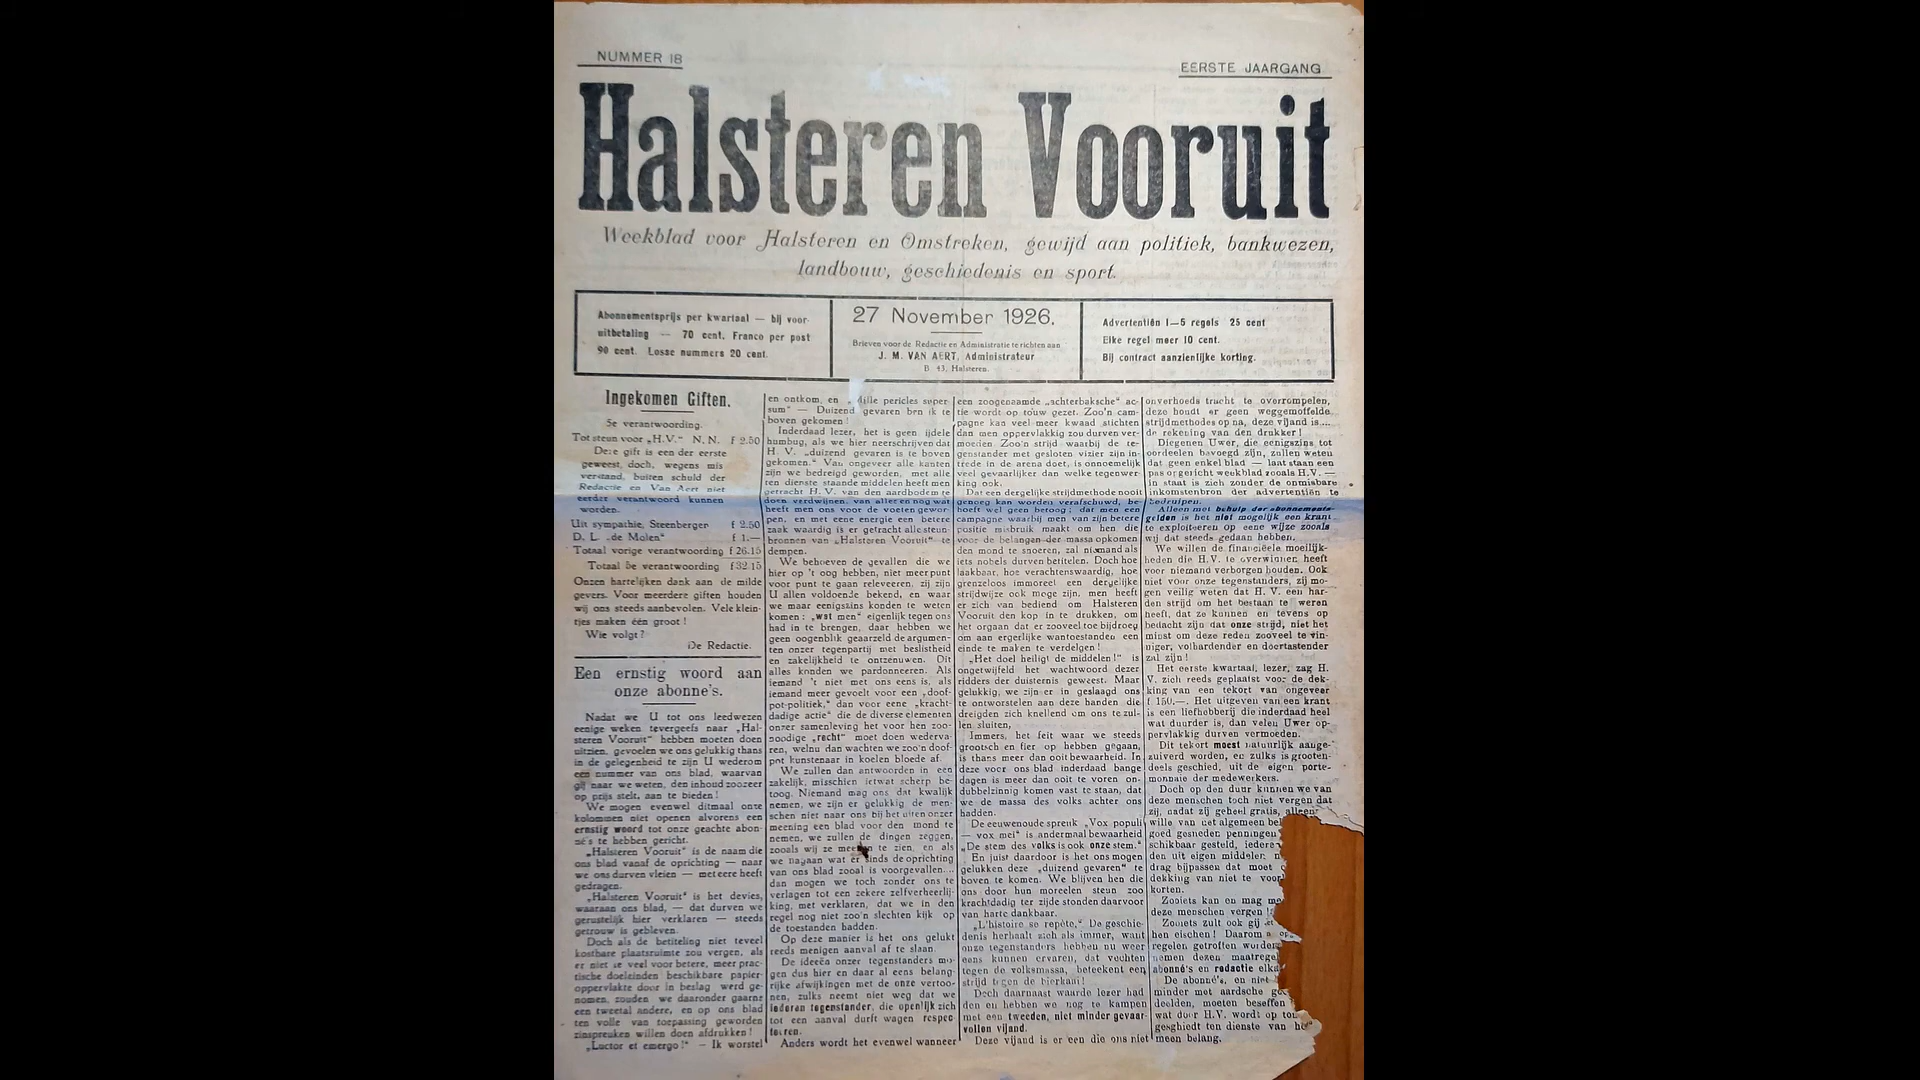 NUMMER 18
EERSTE JAARGANG
Halsteren Vooruit
Weekblad voor Halsteren en Omstreken, gewijd aan politiek, bankwezen,
landbouw, geschiedenis en sport.
Abonnementsprijs per kwartaal — bij voor-
uitbetaling — 70 cent. Franco per post
90 cent. Losse nummers 20 cent.
27 November 1926.
Brieven voor de Redactie en Administratie te richten aan
J. M. VAN AERT, Administrateur
B 43, Halsteren.
Advertentiën 1—5 regels 25 cent
Elke regel meer 10 cent.
Bij contract aanzienlijke korting.
Ingekomen Giften.
5e verantwoording.
Tot steun voor „H.V." N. N. f 2.50
Deze gift is een der eerste
geweest, doch, wegens mis
verstand, buiten schuld der
Redactie en Van Aert niet
eerder verantwoord kunnen
worden.
Uit sympathie, Steenberger f 2.50
D. L. „de Molen" f 1.—
Totaal vorige verantwoording f 26.15
Totaal 5e verantwoording f 32.15
Onzen hartelijken dank aan de milde
gevers. Voor meerdere giften houden
wij ons steeds aanbevolen. Vele klein-
tjes maken één groot!
Wie volgt?
De Redactie.
Een ernstig woord aan
onze abonne's.
Nadat we U tot ons leedwezen
eenige weken tevergeefs naar „Hal-
steren Vooruit" hebben moeten doen
uitzien, gevoelen we ons gelukkig thans
in de gelegenheid te zijn U wederom
een nummer van ons blad, waarvan
gij naar we weten, den inhoud zoozeer
op prijs stelt, aan te bieden!
We mogen evenwel ditmaal onze
kolommen niet openen alvorens een
ernstig woord tot onze geachte abon-
né's te hebben gericht.
„Halsteren Vooruit" is de naam die
ons blad vanaf de oprichting — naar
we ons durven vleien — met eere heeft
gedragen.
„Halsteren Vooruit" is het devies,
waaraan ons blad, — dat durven we
gerustelijk hier verklaren — steeds
getrouw is gebleven.
Doch als de betiteling niet teveel
kostbare plaatsruimte zou vergen, als
er niet te veel voor betere, meer prac-
tische doeleinden beschikbare papier-
oppervlakte door in beslag werd ge-
nomen, zouden we daaronder gaarne
een tweetal andere, en op ons blad
ten volle van toepassing geworden
zinspreuken willen doen afdrukken!
„Luctor et emergo!" – Ik worstel
en ontkom, en „ Mille pericles super
sum" — Duizend gevaren ben ik te
boven gekomen!
Inderdaad lezer, het is geen ijdele
humbug, als we hier neerschrijven dat
H. V. „duizend gevaren is te boven
gekomen." Van ongeveer alle kanten
zijn we bedreigd geworden, met alle
ten dienste staande middelen heeft men
getracht H. V. van den aardbodem te
doen verdwijnen, van alles en nog wat
heeft men ons voor de voeten gewor-
pen, en met eene energie een betere
zaak waardig is er getracht alle steun-
bronnen van „Halsteren Vooruit" te
dempen.
We behoeven de gevallen die we
hier op 't oog hebben, niet meer punt
voor punt te gaan releveeren, zij zijn
U allen voldoende bekend, en waar
we maar eenigszins konden te weten
komen: „wat men" eigenlijk tegen ons
had in te brengen, daar hebben we
geen oogenblik geaarzeld de argumen-
ten onzer tegenpartij met beslistheid
en zakelijkheid te ontzenuwen. Dit
alles konden we pardonneeren. Als
iemand 't niet met ons eens is, als
iemand meer gevoelt voor een „doof-
pot-politiek," dan voor eene „kracht-
dadige actie" die de diverse elementen
onzer samenleving het voor hen zoo-
noodige „recht" moet doen wederva-
ren, welnu dan wachten we zoo'n doof-
pot kunstenaar in koelen bloede af.
We zullen dan antwoorden in een
zakelijk, misschien ietwat scherp be-
toog. Niemand mag ons dat kwalijk
nemen, we zijn er gelukkig de men-
schen niet naar ons bij het uiten onzer
meening een blad voor den mond te
nemen, we zullen de dingen zeggen,
zooals wij ze meenen te zien, en als
we nagaan wat er sinds de oprichting
van ons blad zooal is voorgevallen....
dan mogen we toch zonder ons te
verlagen tot een zekere zelfverheerlij-
king, met verklaren, dat we in den
regel nog niet zoo'n slechten kijk op
de toestanden hadden.
Op deze manier is het ons gelukt
reeds menigen aanval af te slaan.
De ideeën onzer tegenstanders mo-
gen dus hier en daar al eens belang-
rijke afwijkingen met de onze vertoo-
nen, zulks neemt niet weg dat we
iederen tegenstander, die openlijk zich
tot een aanval durft wagen respec-
teeren.
Anders wordt het evenwel wanneer
een zoogenaamde „achterbaksche" ac-
tie wordt op touw gezet. Zoo'n cam-
pagne kan veel meer kwaad stichten
dan men oppervlakkig zou durven ver-
moeden. Zoo'n strijd waarbij de te-
genstander met gesloten vizier zijn in-
trede in de arena doet, is onnoemelijk
veel gevaarlijker dan welke tegenwer-
king ook.
Dat een dergelijke strijdmethode nooit
genoeg kan worden verafschuwd, be-
hoeft wel geen betoog; dat men een
campagne waarbij men van zijn betere
positie misbruik maakt om hen die
voor de belangen der massa opkomen
den mond te snoeren, zal niemand als
iets nobels durven betitelen. Doch hoe
laakbaar, hoe verachtenswaardig, hoe
grenzeloos immoreel een dergelijke
strijdwijze ook moge zijn, men heeft
er zich van bediend om Halsteren
Vooruit den kop in te drukken, om
het orgaan dat er zooveel toe bijdroeg
om aan ergerlijke wantoestanden een
einde te maken te verdelgen!
„Het doel heiligt de middelen!" is
ongetwijfeld het wachtwoord dezer
ridders der duisternis geweest. Maar
gelukkig, we zijn er in geslaagd ons
te ontworstelen aan deze handen die
dreigden zich knellend om ons te zul-
len sluiten,
Immers, het feit waar we steeds
grootsch en fier op hebben gegaan,
is thans meer dan ooit bewaarheid. In
deze voor ons blad inderdaad bange
dagen is meer dan ooit te voren on-
dubbelzinnig komen vast te staan, dat
we de massa des volks achter ons
hadden.
De eeuwenoude spreuk „Vox populi
— vox mei" is andermaal bewaarheid
„De stem des volks is ook onze stem."
En juist daardoor is het ons mogen
gelukken deze „duizend gevaren" te
boven te komen. We blijven hen die
ons door hun moreelen steun zoo
krachtdadig ter zijde stonden daarvoor
van harte dankbaar.
„L'histoire se repète," De geschie-
denis herhaalt zich als immer, want
onze tegenstanders hebben nu weer
eens kunnen ervaren, dat vechten
tegen de volksmassa, beteekent een
strijd tegen de bierkaai!
Doch daarnaast waarde lezer had
den en hebben we nog te kampen
met een tweeden, niet minder gevaar-
vollen vijand.
Deze vijand is er een die ons niet
onverhoeds tracht te overrompelen,
deze houdt er geen weggemoffelde
strijdmethodes op na, deze vijand is....
de rekening van den drukker!
Diegenen Uwer, die eenigszins tot
oordeelen bevoegd zijn, zullen weten
dat geen enkel blad — laat staan een
pas opgericht weekblad zooals H.V. —
in staat is zich zonder de onmisbare
inkomstenbron der advertentiën te
bedruipen.
Alleen met behulp der abonnements-
gelden is het niet mogelijk een krant
te exploiteeren op eene wijze zooals
wij dat steeds gedaan hebben.
We willen de financiëele moeilijk-
heden die H.V. te overwinnen heeft
voor niemand verborgen houden. Ook
niet voor onze tegenstanders, zij mo-
gen veilig weten dat H. V. een har-
den strijd om het bestaan te weren
heeft, dat ze kunnen en tevens op
bedacht zijn dat onze strijd, niet het
minst om deze reden zooveel te vin-
niger, volhardender en doortastender
zal zijn!
Het eerste kwartaal, lezer, zag H.
V. zich reeds geplaatst voor de dek-
king van een tekort van ongeveer
f 150.—. Het uitgeven van een krant
is een liefhebberij die inderdaad heel
wat duurder is, dan velen Uwer op-
pervlakkig durven vermoeden.
Dit tekort moest natuurlijk aange-
zuiverd worden, en zulks is grooten-
deels geschied, uit de eigen porte-
monnaie der medewerkers.
Doch op den duur kunnen we van
deze menschen toch niet vergen dat
zij, nadat zij geheel gratis, alleen
wille van het algemeen be
goed gesneden penningen
schikbaar gesteld, iedere
den uit eigen middelen
drag bijpassen dat moet
dekking van niet te voor
korten.
Zooiets kan en mag me
deze menschen vergen!
Zooiets zult ook gij
hen eischen! Daarom
regelen getroffen worden
nemen dezen maatregel
abonné's en redactie elka
De abonné's, en niet
minder met aardsche
deelden, moeten beseffen
wat door H.V. wordt op
geschiedt ten dienste van
meen belang.